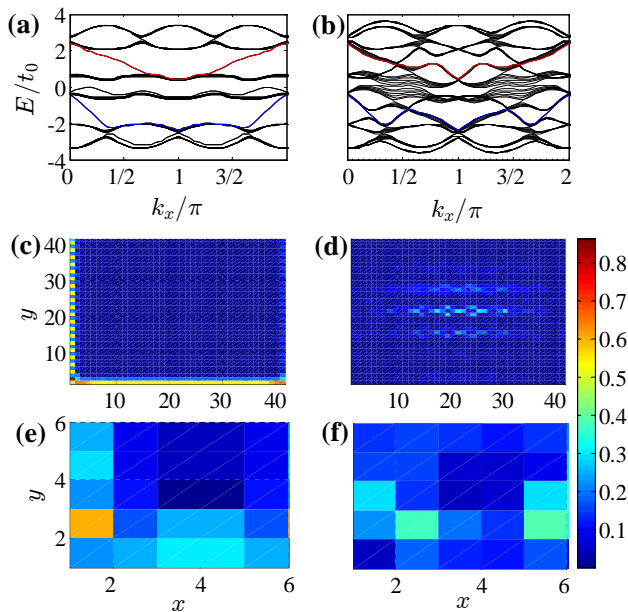 (a) (b)
E/t₀
4
2
0
-2
-4
0 1/2 1 3/2
0 1/2 1 3/2 2
kₓ/π kₓ/π
(c) (d)
y
40
30
20
10
10 20 30 40
10 20 30 40
0.8
0.7
0.6
0.5
0.4
0.3
0.2
0.1
(e) (f)
y
6
4
2
2 4 6
2 4 6
x x